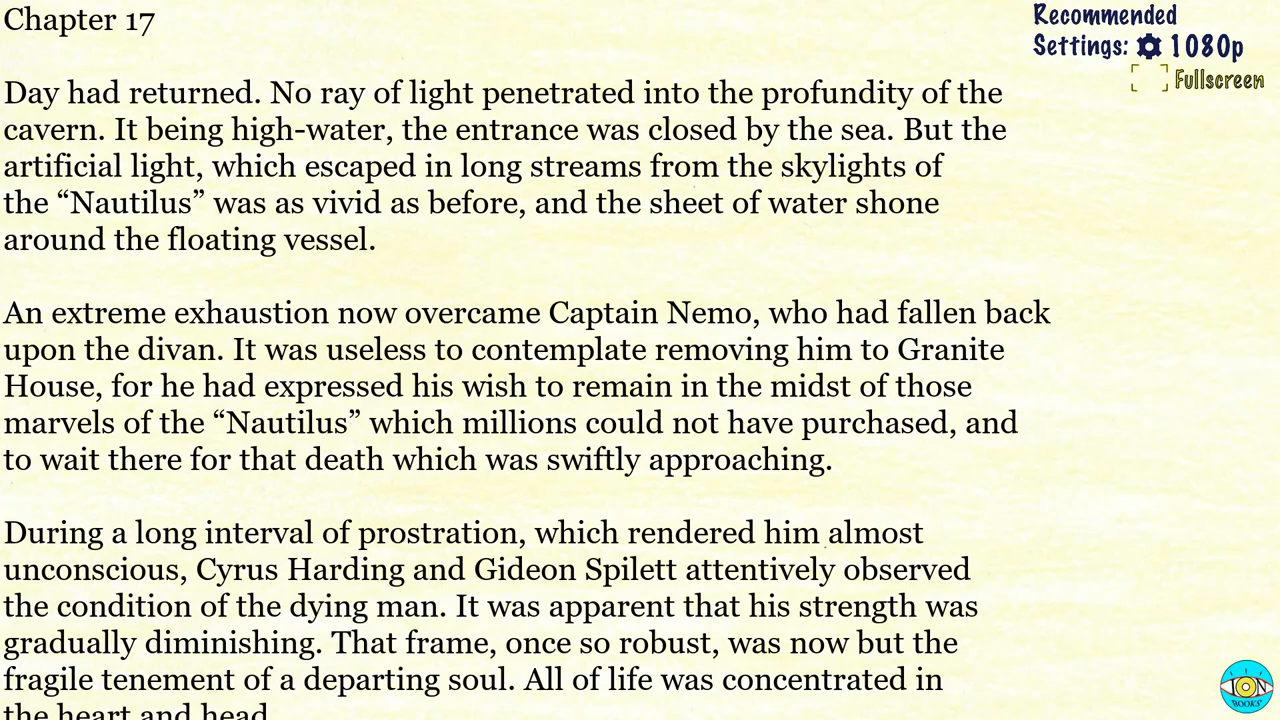 Chapter 17
Recommended
Settings: 1080p
Fullscreen
Day had returned. No ray of light penetrated into the profundity of the
cavern. It being high-water, the entrance was closed by the sea. But the
artificial light, which escaped in long streams from the skylights of
the “Nautilus” was as vivid as before, and the sheet of water shone
around the floating vessel.
An extreme exhaustion now overcame Captain Nemo, who had fallen back
upon the divan. It was useless to contemplate removing him to Granite
House, for he had expressed his wish to remain in the midst of those
marvels of the “Nautilus” which millions could not have purchased, and
to wait there for that death which was swiftly approaching.
During a long interval of prostration, which rendered him almost
unconscious, Cyrus Harding and Gideon Spilett attentively observed
the condition of the dying man. It was apparent that his strength was
gradually diminishing. That frame, once so robust, was now but the
fragile tenement of a departing soul. All of life was concentrated in
the heart and head.
ION
BOOKS